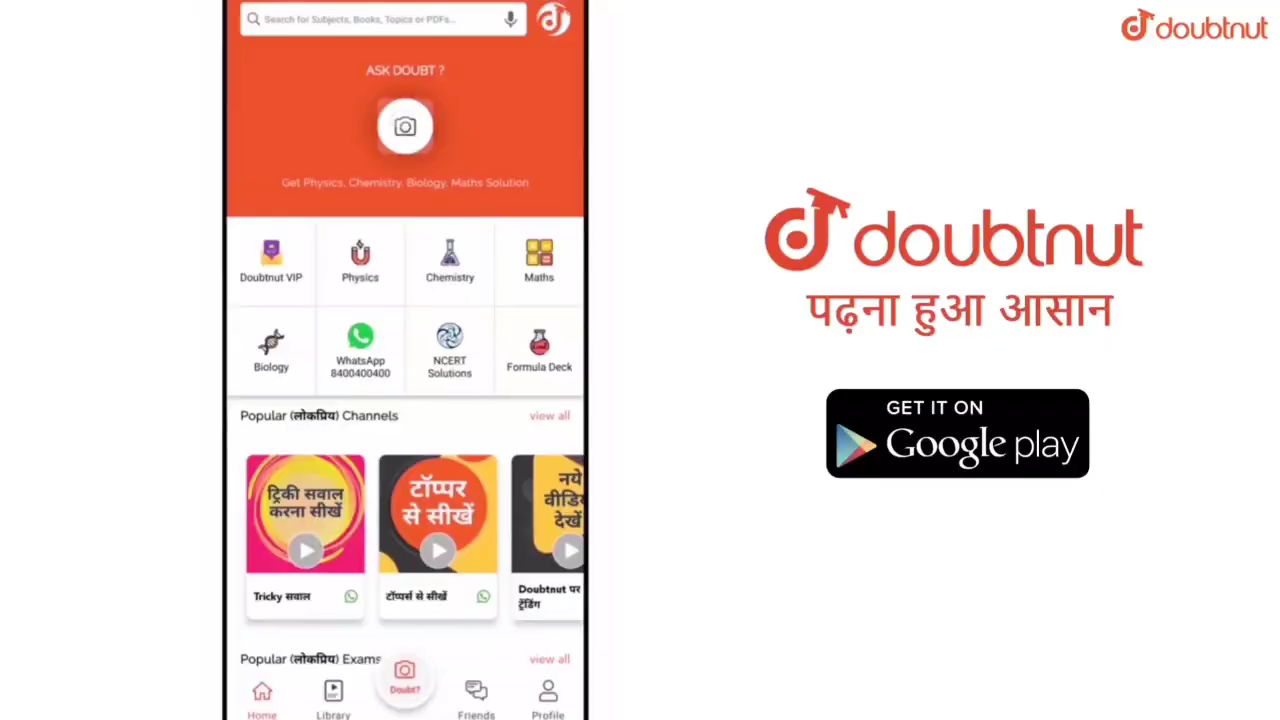 Search for Subjects, Books, Topics or PDFs...
doubtnut
ASK DOUBT ?
Get Physics, Chemistry, Biology, Maths Solution
Doubtnut VIP
Physics
Chemistry
Maths
Biology
WhatsApp
8400400400
NCERT
Solutions
Formula Deck
Popular (लोकप्रिय) Channels
view all
ट्रिकी सवाल
करना सीखें
Tricky सवाल
टॉप्पर
से सीखें
टॉप्पर्स से सीखें
नये
वीडि
देखें
Doubtnut पर
ट्रेंडिंग
Popular (लोकप्रिय) Exams
view all
Home
Library
Doubt?
Friends
Profile
doubtnut
पढ़ना हुआ आसान
GET IT ON
Google play